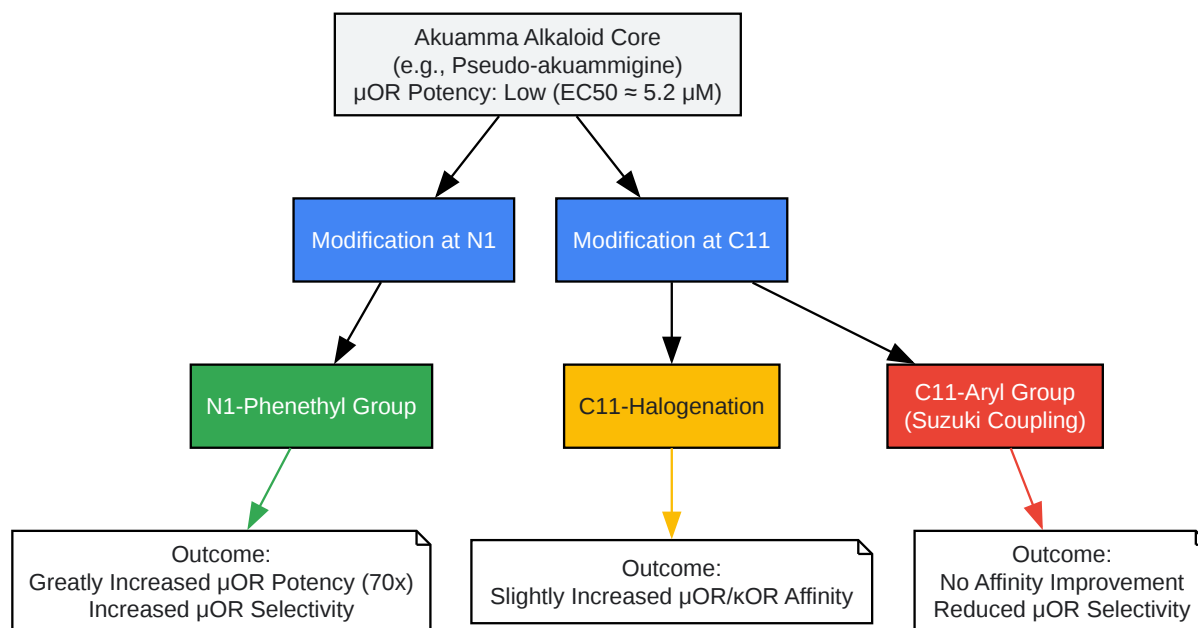 Akuamma Alkaloid Core
(e.g., Pseudo-akuammigine)
μOR Potency: Low (EC50 ≈ 5.2 μM)
Modification at N1
Modification at C11
N1-Phenethyl Group
C11-Halogenation
C11-Aryl Group
(Suzuki Coupling)
Outcome:
Greatly Increased μOR Potency (70x)
Increased μOR Selectivity
Outcome:
Slightly Increased μOR/κOR Affinity
Outcome:
No Affinity Improvement
Reduced μOR Selectivity